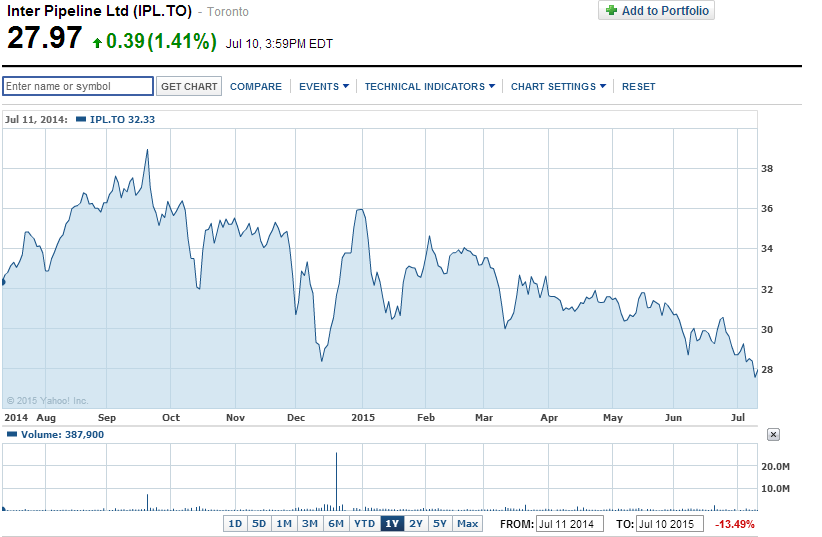 Inter Pipeline Ltd (IPL.TO) - Toronto
Add to Portfolio
27.97 0.39 (1.41%) Jul 10, 3:59PM EDT
Enter name or symbol GET CHART COMPARE EVENTS TECHNICAL INDICATORS CHART SETTINGS RESET
Jul 11, 2014: IPL.TO 32.33
38
36
34
32
30
28
© 2015 Yahoo! Inc.
2014 Aug Sep Oct Nov Dec 2015 Feb Mar Apr May Jun Jul
Volume: 387,900
20.0M
10.0M
1D 5D 1M 3M 6M YTD 1Y 2Y 5Y Max FROM: Jul 11 2014 TO: Jul 10 2015 -13.49%